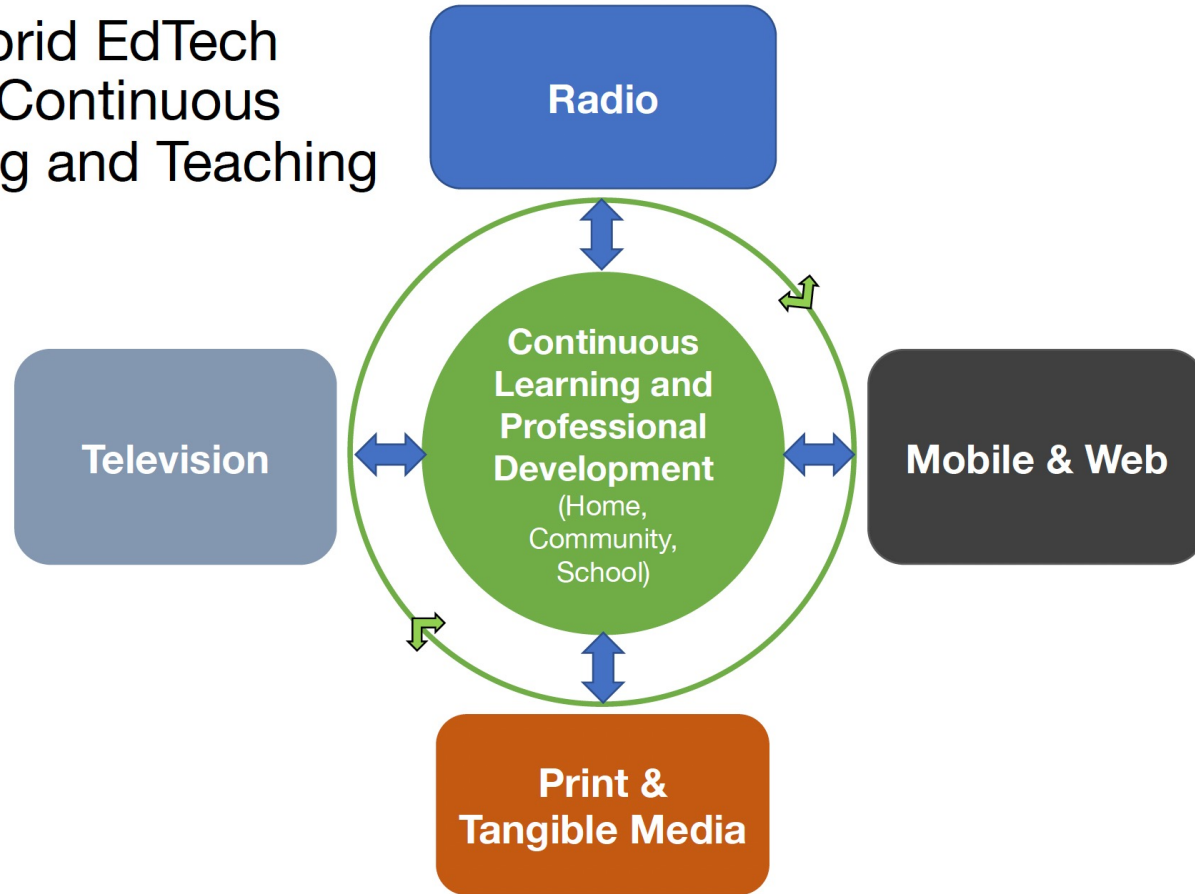 EdTech
Continuous
and Teaching
Radio
Continuous
Learning and
Professional
Development
(Home,
Community,
School)
Television
Mobile & Web
Print &
Tangible Media